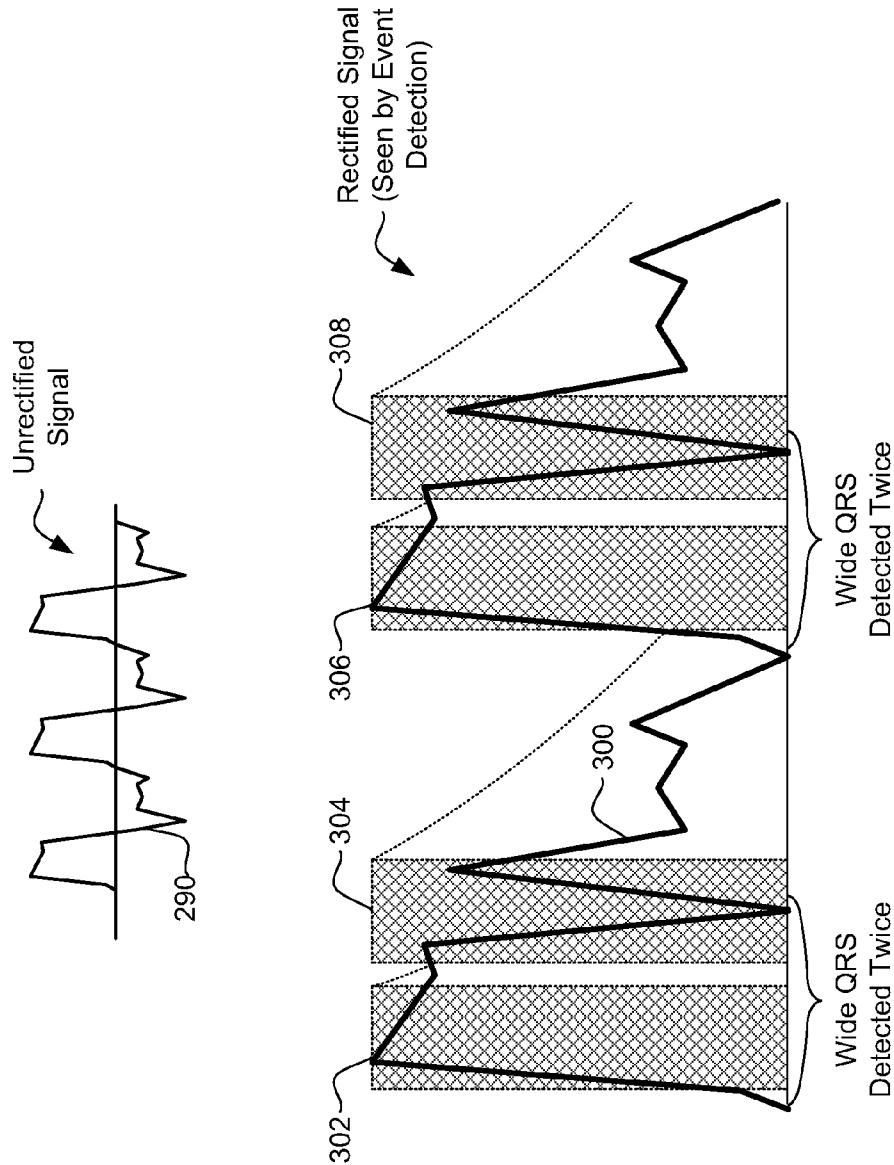 Unrectified
Signal
290
Rectified Signal
(Seen by Event
Detection)
302
304
300
306
308
Wide QRS
Detected Twice
Wide QRS
Detected Twice